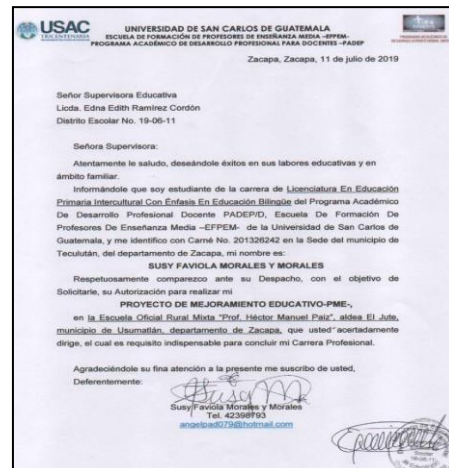 USAC
TRICENTENARIA
UNIVERSIDAD DE SAN CARLOS DE GUATEMALA
ESCUELA DE FORMACIÓN DE PROFESORES DE ENSEÑANZA MEDIA –EFPEM-
PROGRAMA ACADÉMICO DE DESARROLLO PROFESIONAL PARA DOCENTES –PADEP
Zacapa, Zacapa, 11 de julio de 2019
Señor Supervisora Educativa
Licda. Edna Edith Ramírez Cordón
Distrito Escolar No. 19-06-11
Señora Supervisora:
Atentamente le saludo, deseándole éxitos en sus labores educativas y en
ámbito familiar.
Informándole que soy estudiante de la carrera de Licenciatura En Educación
Primaria Intercultural Con Énfasis En Educación Bilingüe del Programa Académico
De Desarrollo Profesional Docente PADEP/D, Escuela De Formación De
Profesores De Enseñanza Media –EFPEM- de la Universidad de San Carlos de
Guatemala, y me identifico con Carné No. 201326242 en la Sede del municipio de
Teculután, del departamento de Zacapa, mi nombre es:
SUSY FAVIOLA MORALES Y MORALES
Respetuosamente comparezco ante su Despacho, con el objetivo de
Solicitarle, su Autorización para realizar mi
PROYECTO DE MEJORAMIENTO EDUCATIVO-PME-,
en la Escuela Oficial Rural Mixta "Prof. Héctor Manuel Paiz", aldea El Jute,
municipio de Usumatlán, departamento de Zacapa, que usted acertadamente
dirige, el cual es requisito indispensable para concluir mi Carrera Profesional.
Agradeciéndole su fina atención a la presente me suscribo de usted,
Deferentemente:
Susy Faviola Morales y Morales
Tel. 42398793
angelpad079@hotmail.com